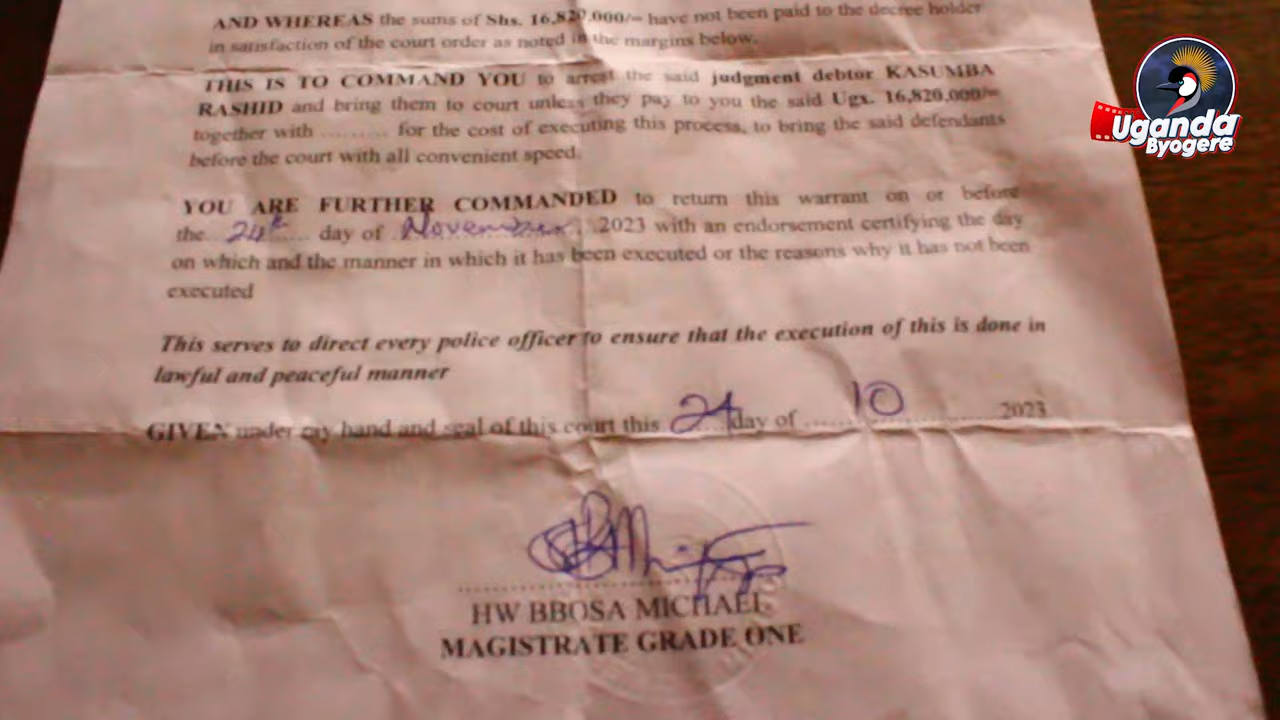 AND WHEREAS the sums of Shs. 16,820,000/= have not been paid to the decree holder
in satisfaction of the court order as noted in the margins below.
THIS IS TO COMMAND YOU to arrest the said judgment debtor KASUMBA
RASHID and bring them to court unless they pay to you the said Ugx. 16,820,000/=
together with ......... for the cost of executing this process, to bring the said defendants
before the court with all convenient speed.
YOU ARE FURTHER COMMANDED to return this warrant on or before
the 24th day of November 2023 with an endorsement certifying the day
on which and the manner in which it has been executed or the reasons why it has not been
executed
This serves to direct every police officer to ensure that the execution of this is done in
lawful and peaceful manner
GIVEN under my hand and seal of this court this 24 day of 10 2023
HW BBOSA MICHAEL
MAGISTRATE GRADE ONE
Uganda
Byogere